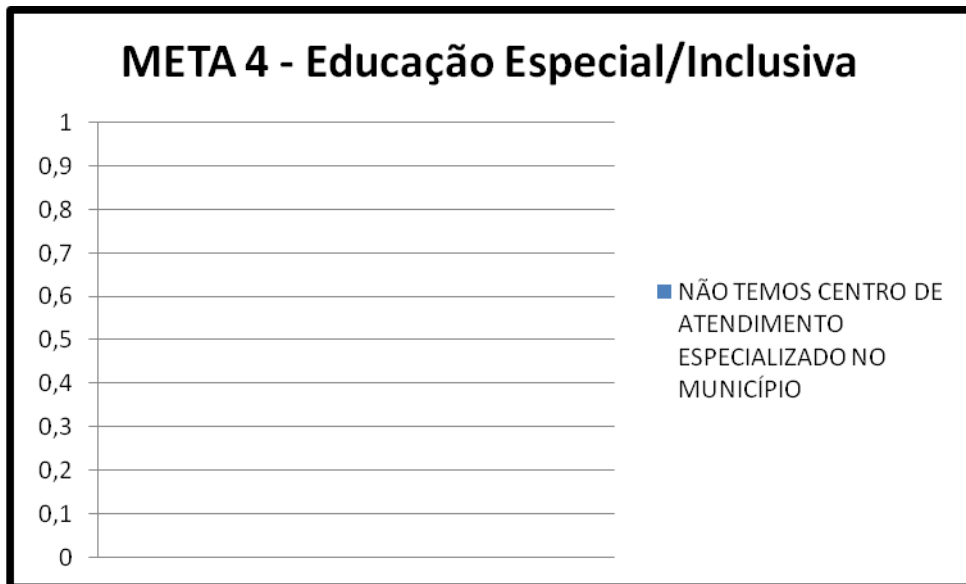 META 4 - Educação Especial/Inclusiva
1
0,9
0,8
0,7
0,6
0,5
0,4
0,3
0,2
0,1
0
NÃO TEMOS CENTRO DE
ATENDIMENTO
ESPECIALIZADO NO
MUNICÍPIO